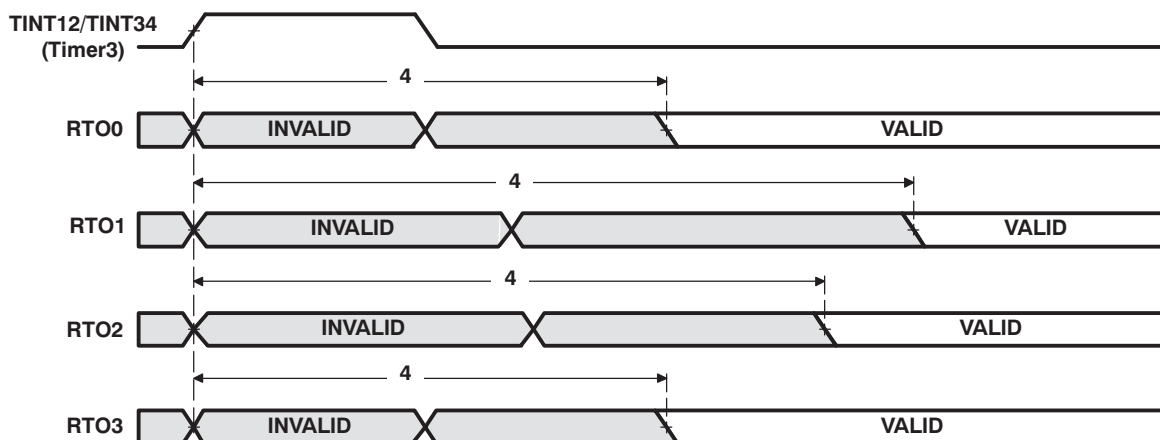 TINT12/TINT34
(Timer3)
4
RTO0 INVALID VALID
4
RTO1 INVALID VALID
4
RTO2 INVALID VALID
4
RTO3 INVALID VALID